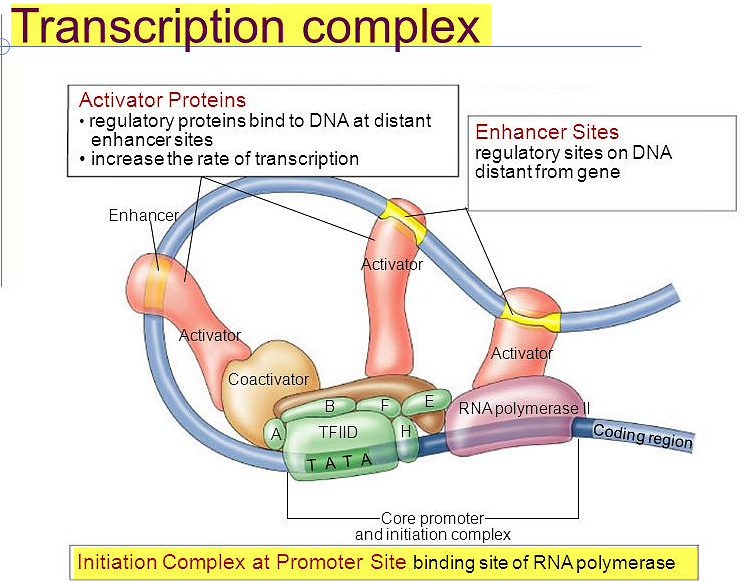 Transcription complex
Activator Proteins
• regulatory proteins bind to DNA at distant
enhancer sites
• increase the rate of transcription
Enhancer Sites
regulatory sites on DNA
distant from gene
Enhancer
Activator
Activator
Activator
Coactivator
B
F
E
RNA polymerase II
A
TFIID
H
Coding region
TATA
Core promoter
and initiation complex
Initiation Complex at Promoter Site binding site of RNA polymerase